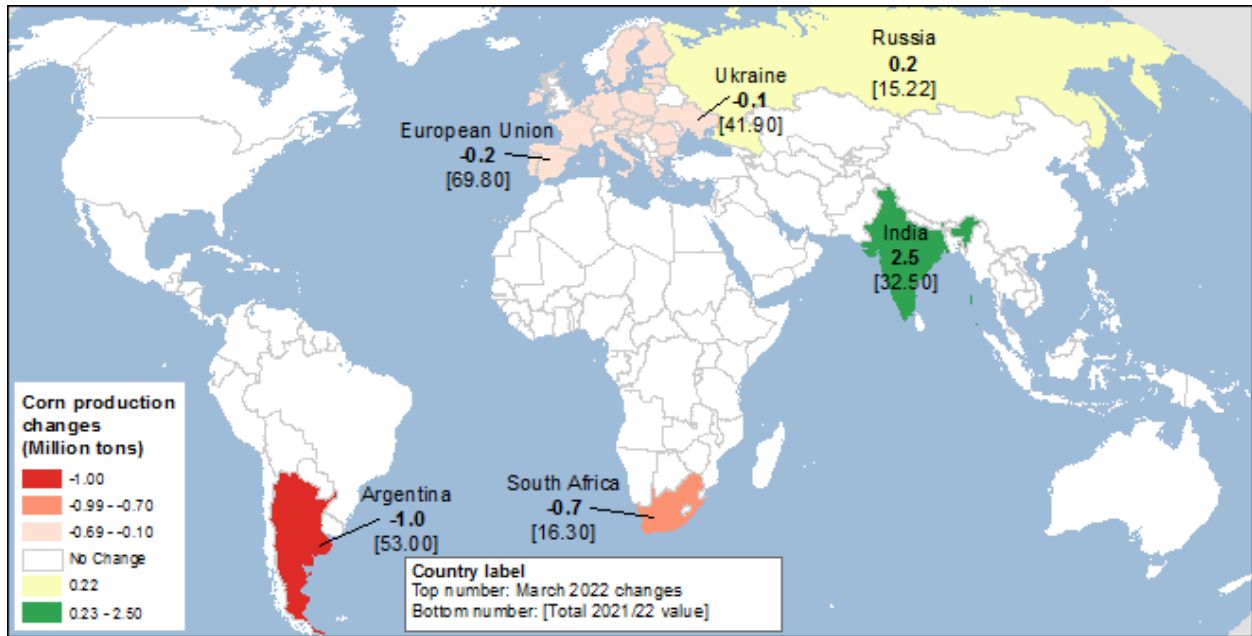 Russia
0.2
[15.22]
Ukraine
-0.1
[41.90]
European Union
-0.2
[69.80]
India
2.5
[32.50]
Corn production
changes
(Million tons)
-1.00
-0.99 - -0.70
-0.69 - -0.10
No Change
0.22
0.23 - 2.50
Argentina
-1.0
[53.00]
South Africa
-0.7
[16.30]
Country label
Top number: March 2022 changes
Bottom number: [Total 2021/22 value]